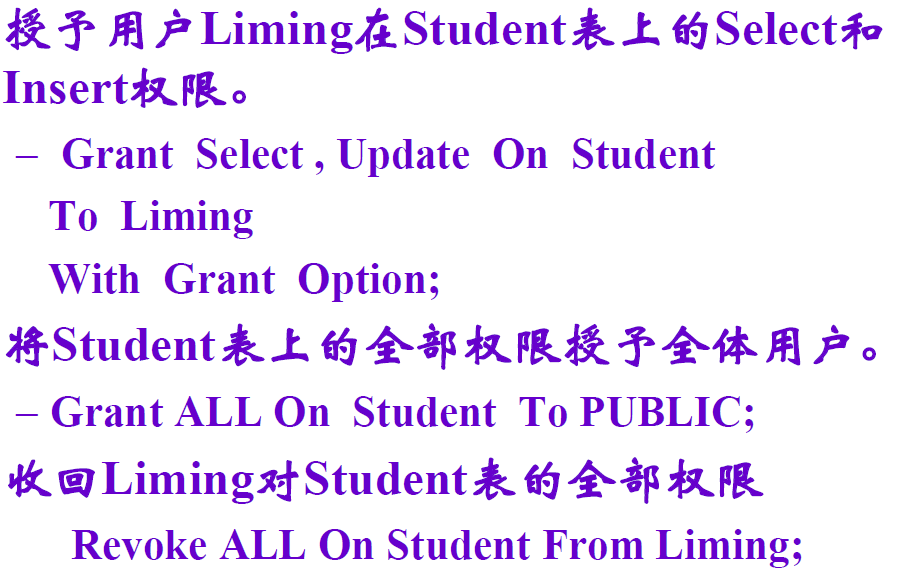 授予用户Liming在Student表上的Select和
Insert权限。
– Grant Select , Update On Student
To Liming
With Grant Option;
将Student表上的全部权限授予全体用户。
– Grant ALL On Student To PUBLIC;
收回Liming对Student表的全部权限
Revoke ALL On Student From Liming;